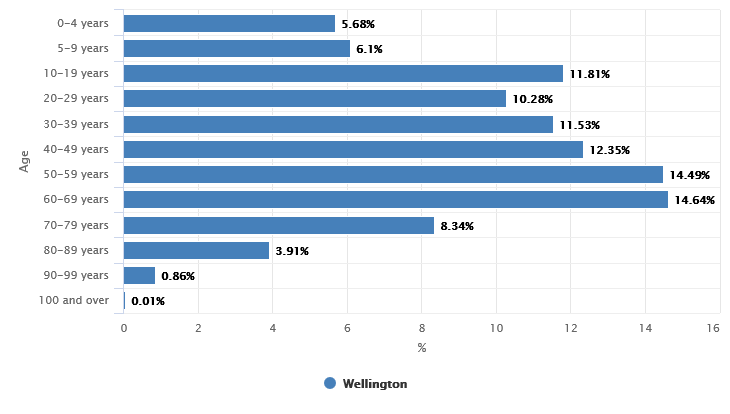 0-4 years 5.68%
5-9 years 6.1%
10-19 years 11.81%
20-29 years 10.28%
30-39 years 11.53%
40-49 years 12.35%
Age
50-59 years 14.49%
60-69 years 14.64%
70-79 years 8.34%
80-89 years 3.91%
90-99 years 0.86%
100 and over 0.01%
0 2 4 6 8 10 12 14 16
%
Wellington